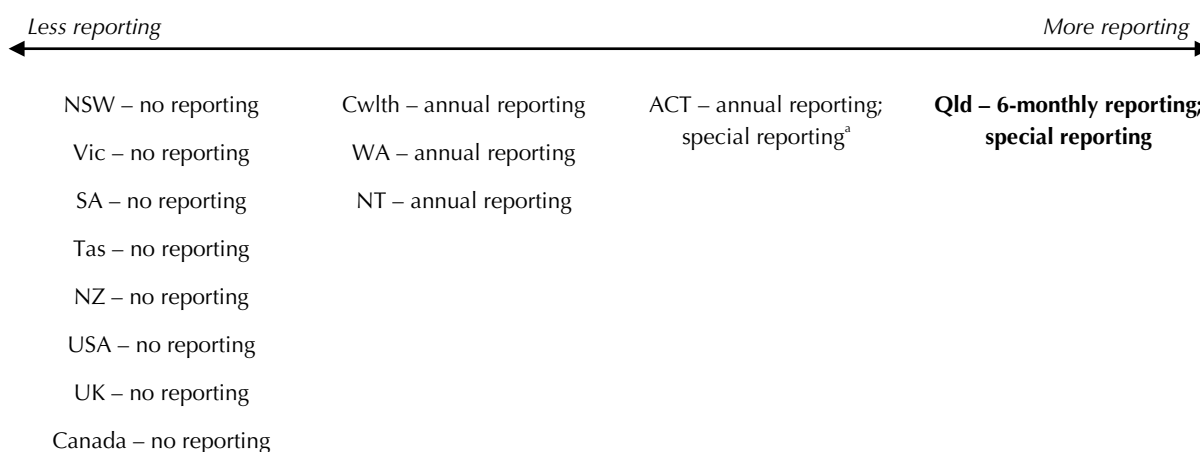 Less reporting
More reporting
NSW – no reporting
Vic – no reporting
SA – no reporting
Tas – no reporting
NZ – no reporting
USA – no reporting
UK – no reporting
Canada – no reporting
Cwlth – annual reporting
WA – annual reporting
NT – annual reporting
ACT – annual reporting;
special reportingᵃ
Qld – 6-monthly reporting;
special reporting